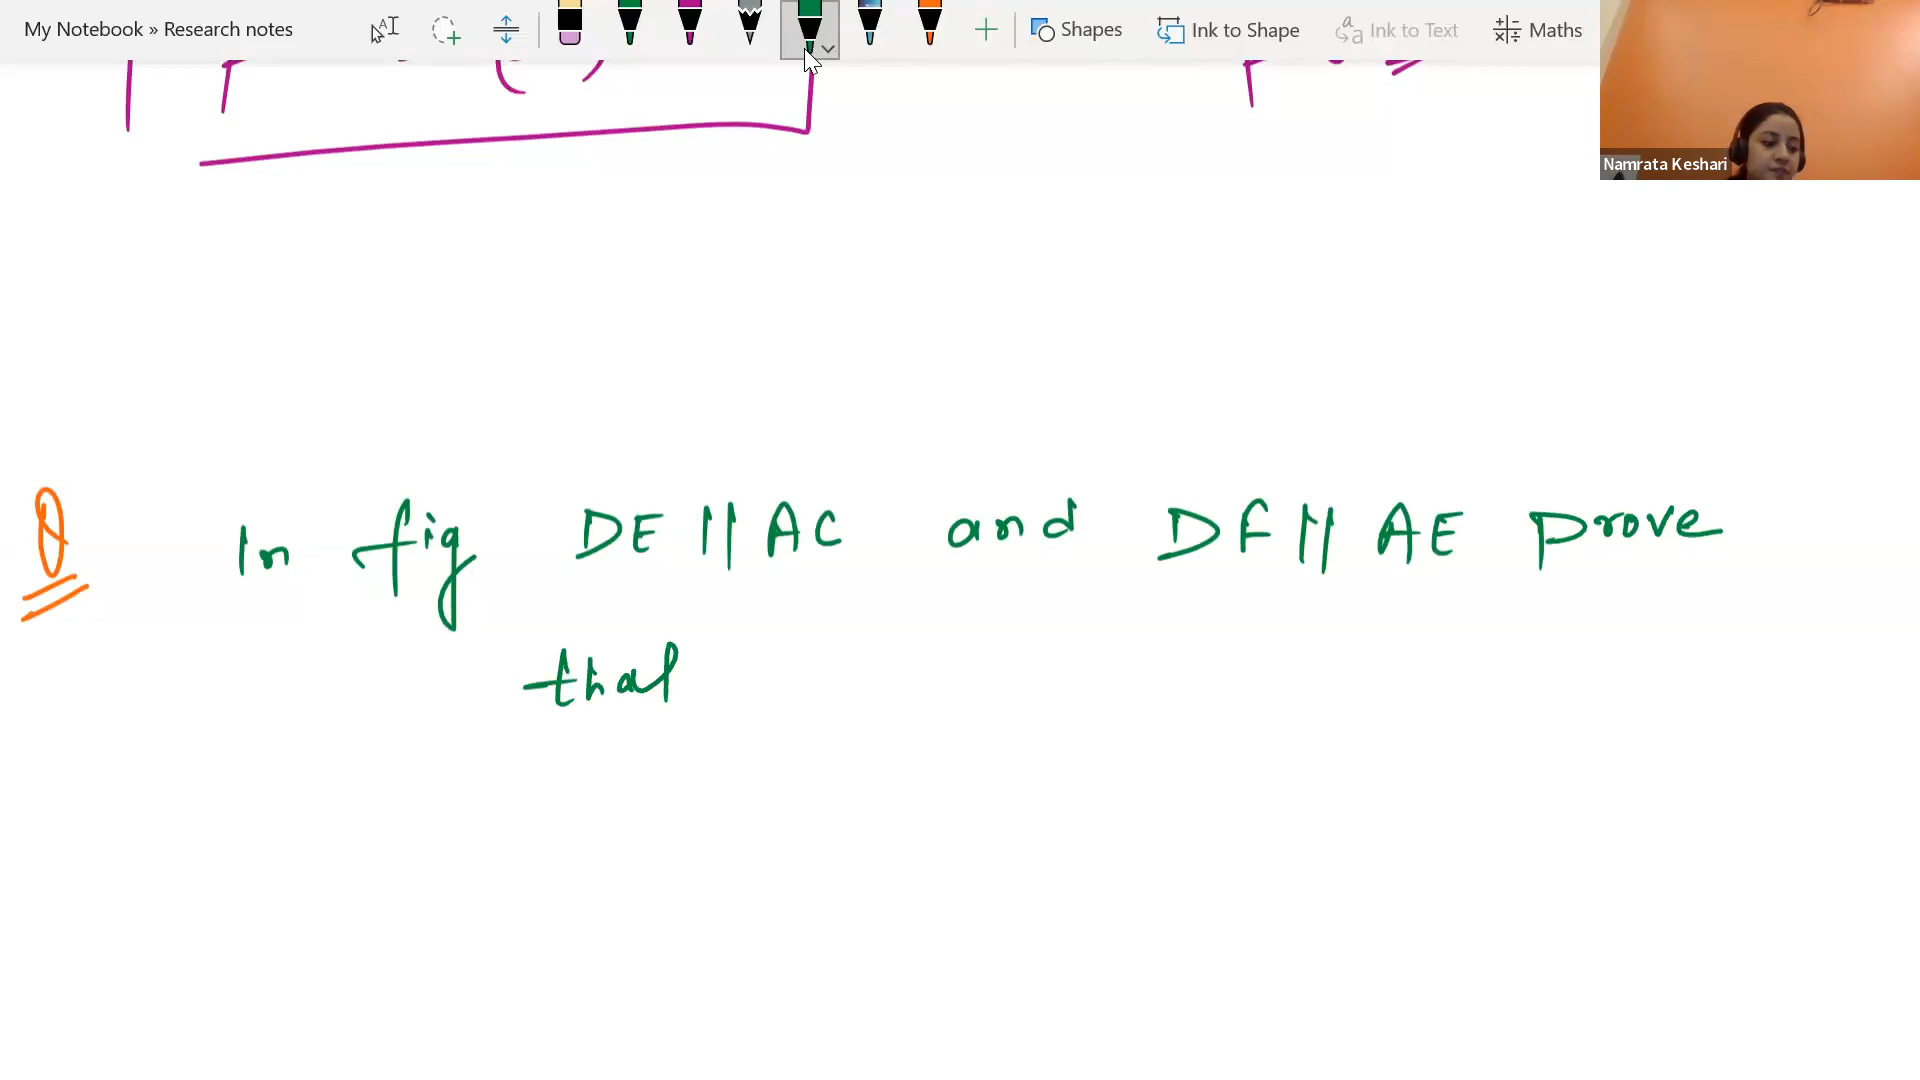 My Notebook » Research notes
Shapes
Ink to Shape
Ink to Text
Maths
Namrata Keshari
Q In fig DE || AC and DF || AE prove
that